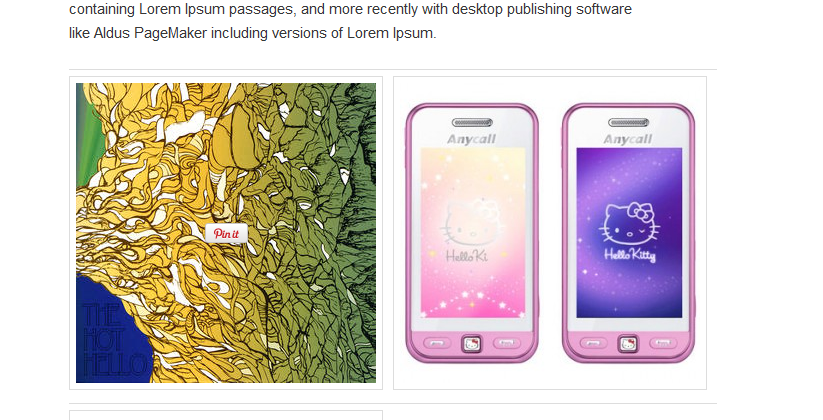 containing Lorem Ipsum passages, and more recently with desktop publishing software
like Aldus PageMaker including versions of Lorem Ipsum.
Pin it
THE
HOT
HELLO
Anycall
Hello Ki
Anycall
Hello Kitty